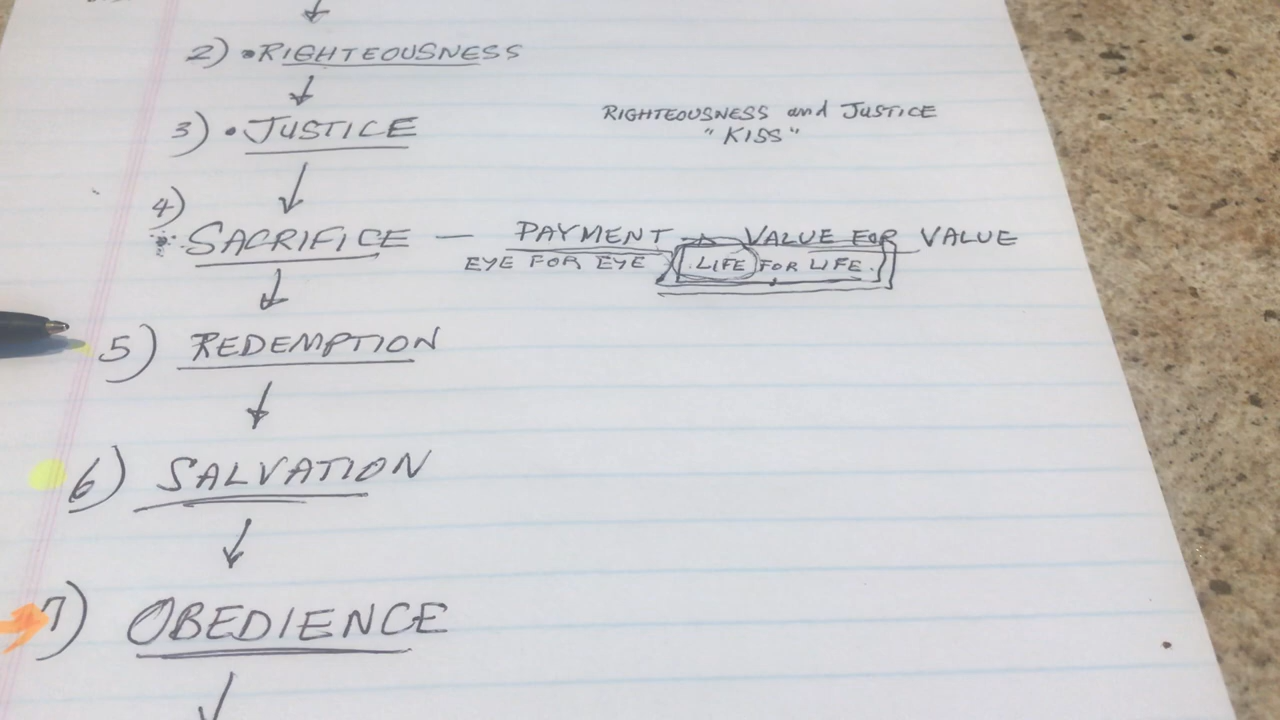 2) •RIGHTEOUSNESS
3) •JUSTICE
RIGHTEOUSNESS and JUSTICE
"KISS"
4)
SACRIFICE — PAYMENT — VALUE FOR VALUE
EYE FOR EYE LIFE FOR LIFE.
5) REDEMPTION
6) SALVATION
7) OBEDIENCE